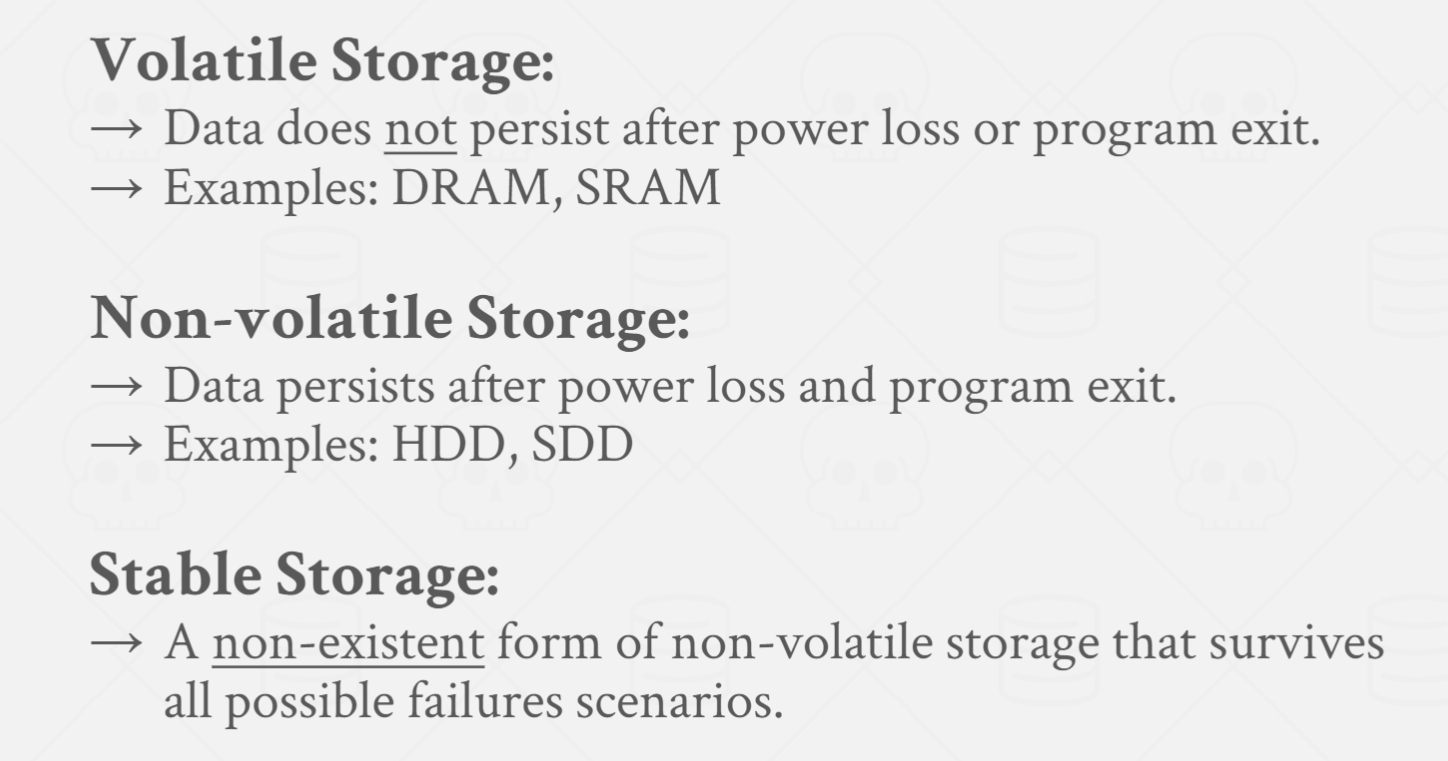 Volatile Storage:
→ Data does not persist after power loss or program exit.
→ Examples: DRAM, SRAM
Non-volatile Storage:
→ Data persists after power loss and program exit.
→ Examples: HDD, SDD
Stable Storage:
→ A non-existent form of non-volatile storage that survives
all possible failures scenarios.